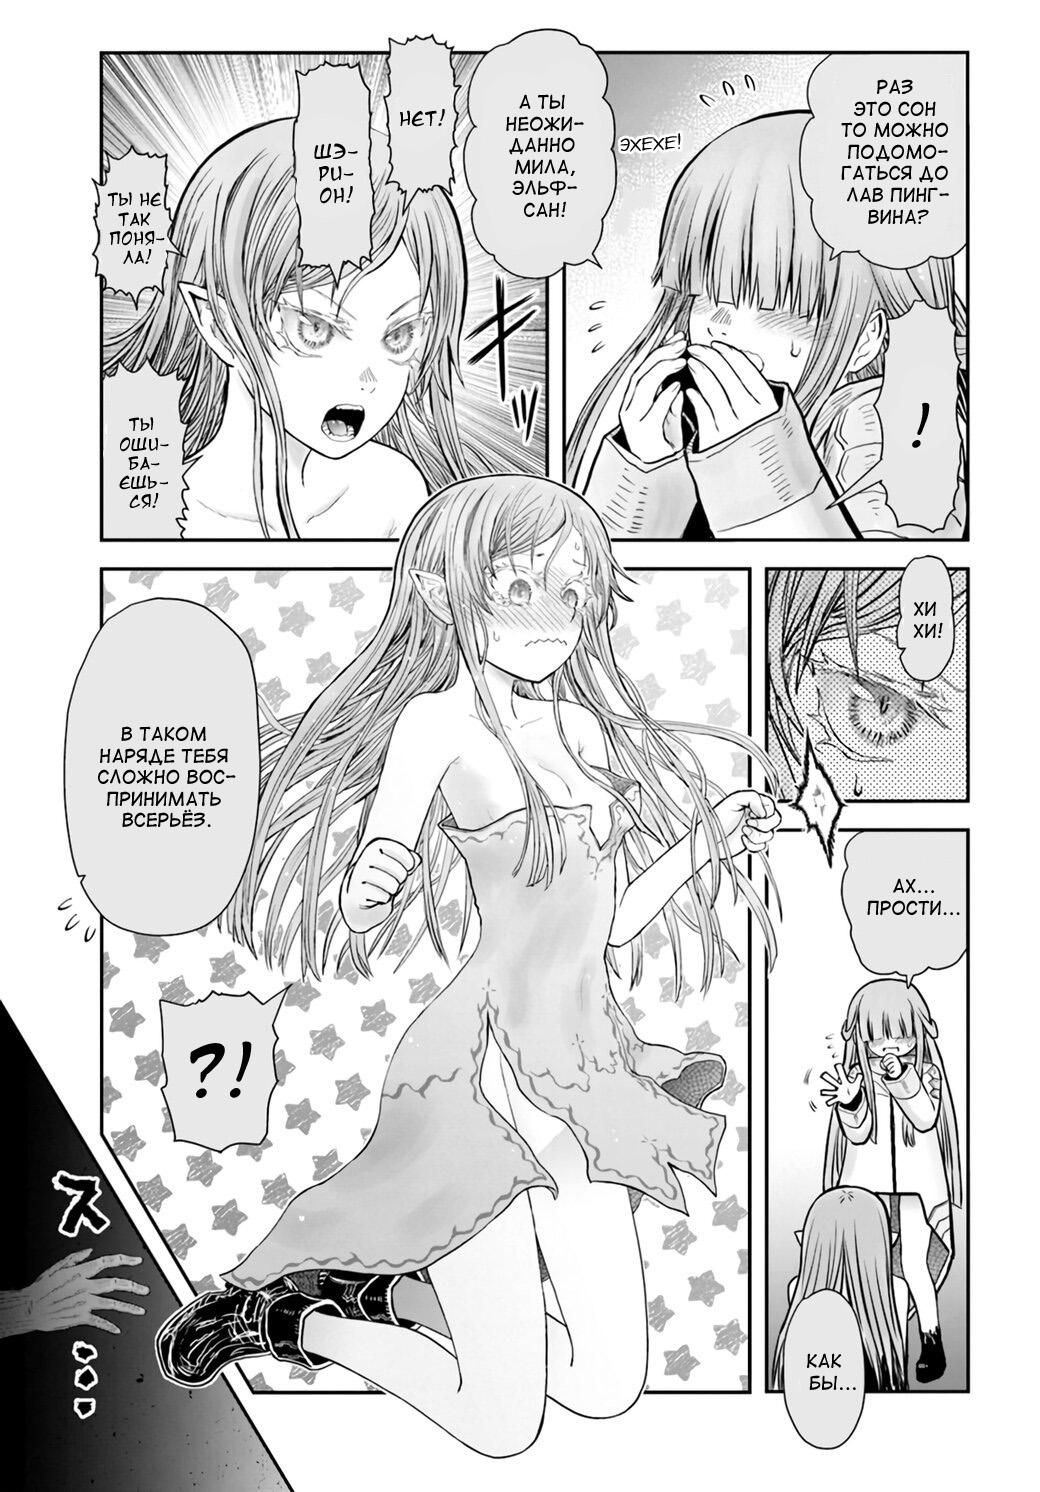 РАЗ
ЭТО СОН
ТО МОЖНО
ПОДОМО-
ГАТЬСЯ ДО
ЛАВ ПИНГ-
ВИНА?
ЭХЕХЕ!
!
А ТЫ
НЕОЖИ-
ДАННО
МИЛА,
ЭЛЬФ-
САН!
НЕТ!
ШЭ-
РИ-
ОН!
ТЫ НЕ
ТАК
ПОНЯ-
ЛА!
ТЫ
ОШИ-
БА-
ЕШЬ-
СЯ!
ХИ
ХИ!
В ТАКОМ
НАРЯДЕ ТЕБЯ
СЛОЖНО ВОС-
ПРИНИМАТЬ
ВСЕРЬЁЗ.
?!
АХ...
ПРОСТИ...
КАК
БЫ...
ス...